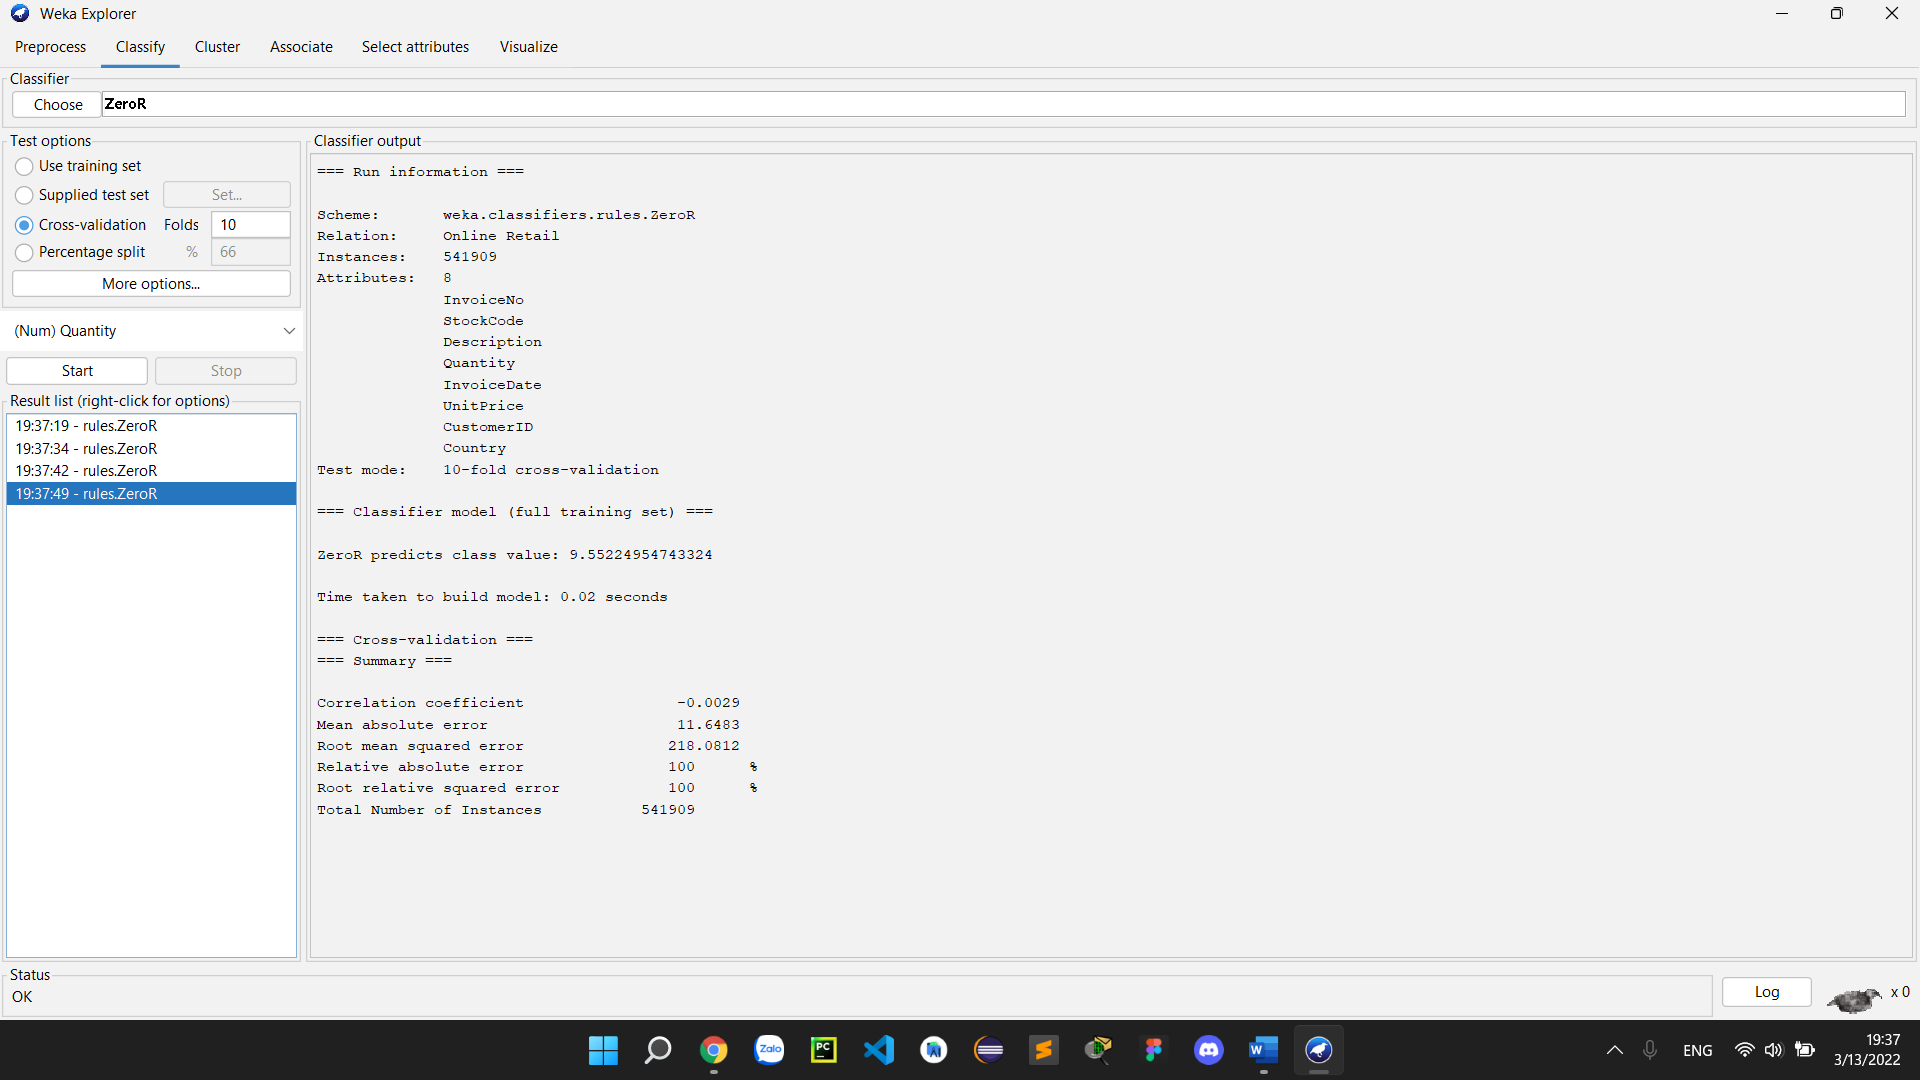 Weka Explorer
Preprocess Classify Cluster Associate Select attributes Visualize
Classifier
Choose ZeroR
Test options
Use training set
Supplied test set Set...
Cross-validation Folds 10
Percentage split % 66
More options...
(Num) Quantity
Start Stop
Result list (right-click for options)
19:37:19 - rules.ZeroR
19:37:34 - rules.ZeroR
19:37:42 - rules.ZeroR
19:37:49 - rules.ZeroR
Classifier output
=== Run information ===
Scheme: weka.classifiers.rules.ZeroR
Relation: Online Retail
Instances: 541909
Attributes: 8
InvoiceNo
StockCode
Description
Quantity
InvoiceDate
UnitPrice
CustomerID
Country
Test mode: 10-fold cross-validation
=== Classifier model (full training set) ===
ZeroR predicts class value: 9.55224954743324
Time taken to build model: 0.02 seconds
=== Cross-validation ===
=== Summary ===
Correlation coefficient -0.0029
Mean absolute error 11.6483
Root mean squared error 218.0812
Relative absolute error 100 %
Root relative squared error 100 %
Total Number of Instances 541909
Status
OK
Log x 0
Zalo PC W ENG 19:37
3/13/2022